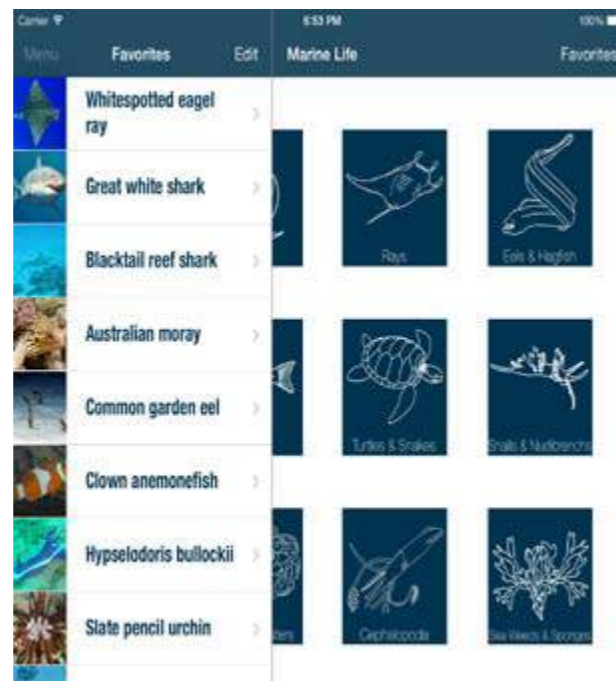 Carrier 6:53 PM 100%
Menu Favorites Edit Marine Life Favorites
Whitespotted eagel
ray
Great white shark
Blacktail reef shark
Australian moray
Common garden eel
Clown anemonefish
Hypselodoris bullockii
Slate pencil urchin
Rays
Eels & Hagfish
Turtles & Snakes
Snails & Nudibranchs
Cephalopoda
Sea Weeds & Sponges